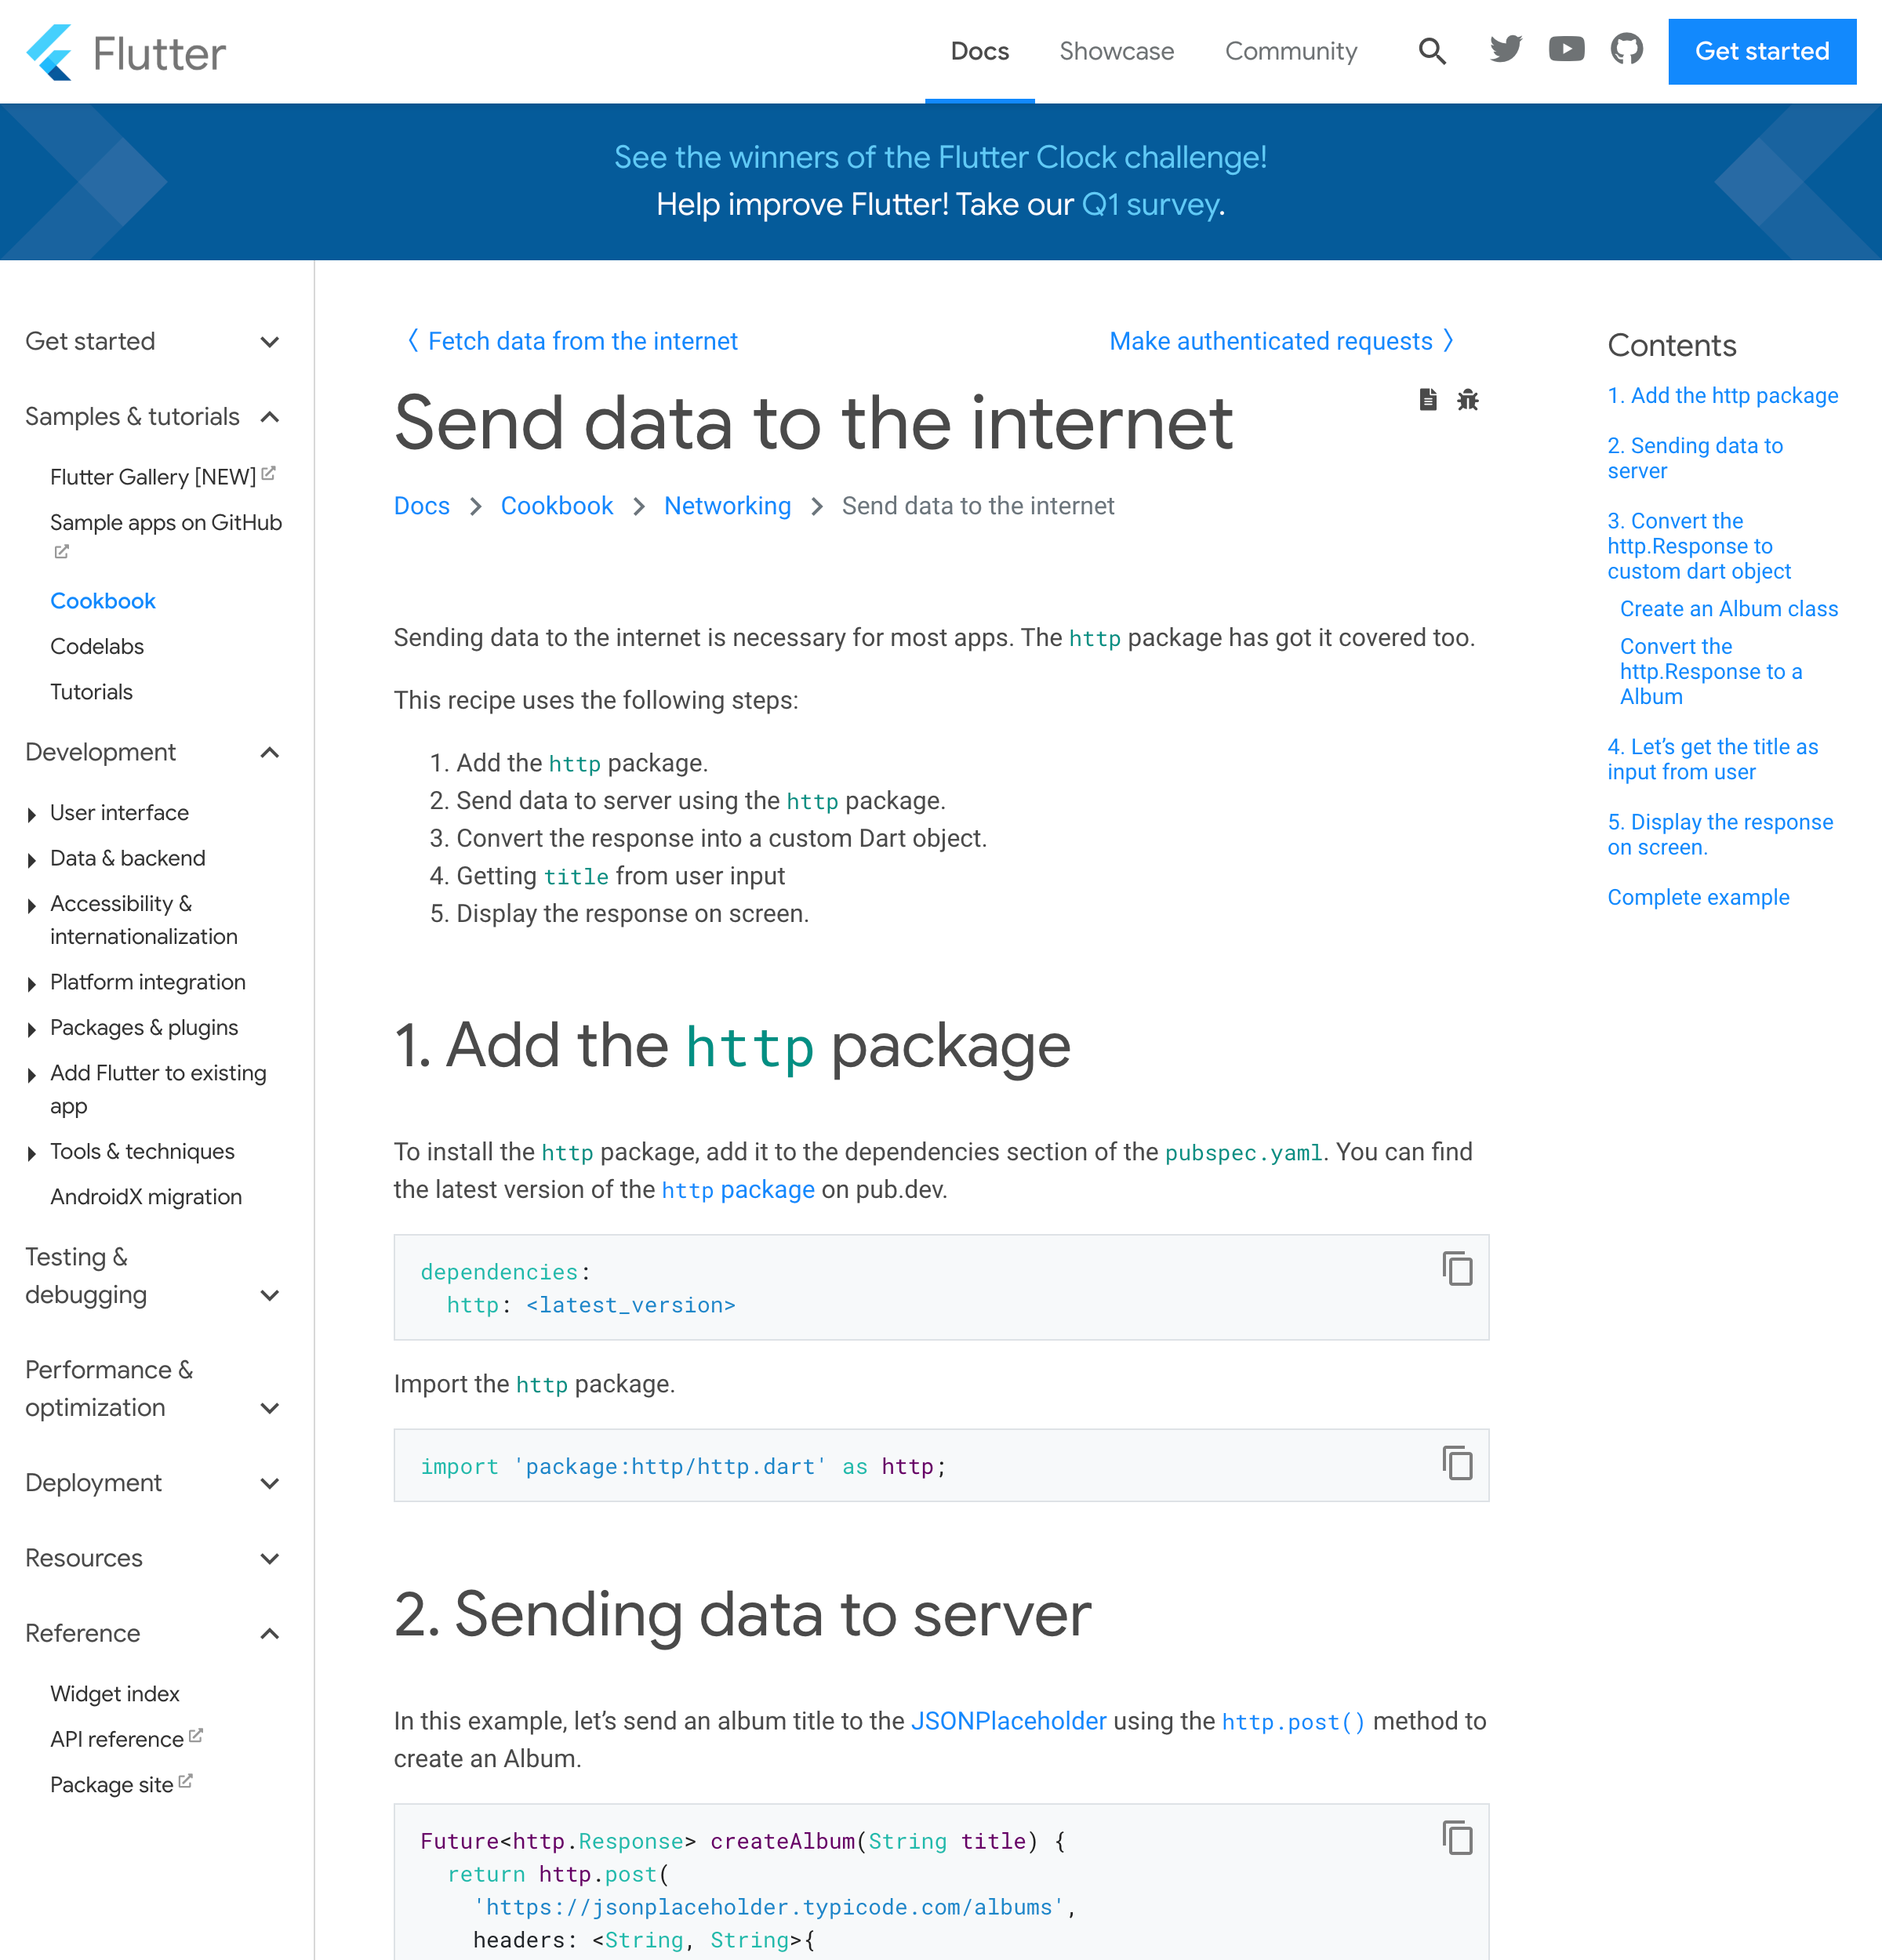 Flutter
Docs
Showcase
Community
Get started
See the winners of the Flutter Clock challenge!
Help improve Flutter! Take our Q1 survey.
Get started
Samples & tutorials
Flutter Gallery [NEW]
Sample apps on GitHub
Cookbook
Codelabs
Tutorials
Development
User interface
Data & backend
Accessibility &
internationalization
Platform integration
Packages & plugins
Add Flutter to existing
app
Tools & techniques
AndroidX migration
Testing &
debugging
Performance &
optimization
Deployment
Resources
Reference
Widget index
API reference
Package site
〈 Fetch data from the internet
Make authenticated requests 〉
Send data to the internet
Docs > Cookbook > Networking > Send data to the internet
Sending data to the internet is necessary for most apps. The http package has got it covered too.
This recipe uses the following steps:
1. Add the http package.
2. Send data to server using the http package.
3. Convert the response into a custom Dart object.
4. Getting title from user input
5. Display the response on screen.
1. Add the http package
To install the http package, add it to the dependencies section of the pubspec.yaml. You can find
the latest version of the http package on pub.dev.
dependencies:
  http: <latest_version>
Import the http package.
import 'package:http/http.dart' as http;
2. Sending data to server
In this example, let’s send an album title to the JSONPlaceholder using the http.post() method to
create an Album.
Future<http.Response> createAlbum(String title) {
  return http.post(
    'https://jsonplaceholder.typicode.com/albums',
    headers: <String, String>{
Contents
1. Add the http package
2. Sending data to
server
3. Convert the
http.Response to
custom dart object
Create an Album class
Convert the
http.Response to a
Album
4. Let’s get the title as
input from user
5. Display the response
on screen.
Complete example